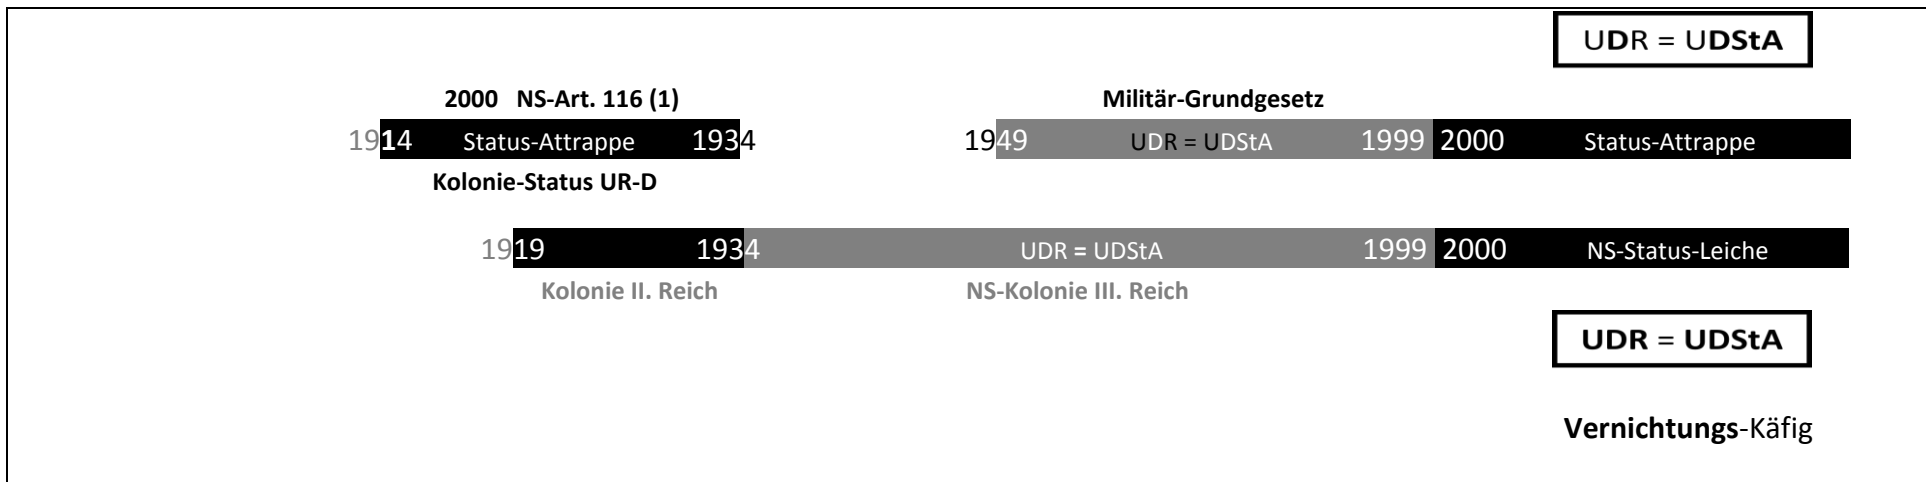 UDR = UDStA
2000 NS-Art. 116 (1) Militär-Grundgesetz
1914 Status-Attrappe 1934 1949 UDR = UDStA 1999 2000 Status-Attrappe
Kolonie-Status UR-D
1919 1934 UDR = UDStA 1999 2000 NS-Status-Leiche
Kolonie II. Reich NS-Kolonie III. Reich
UDR = UDStA
Vernichtungs-Käfig